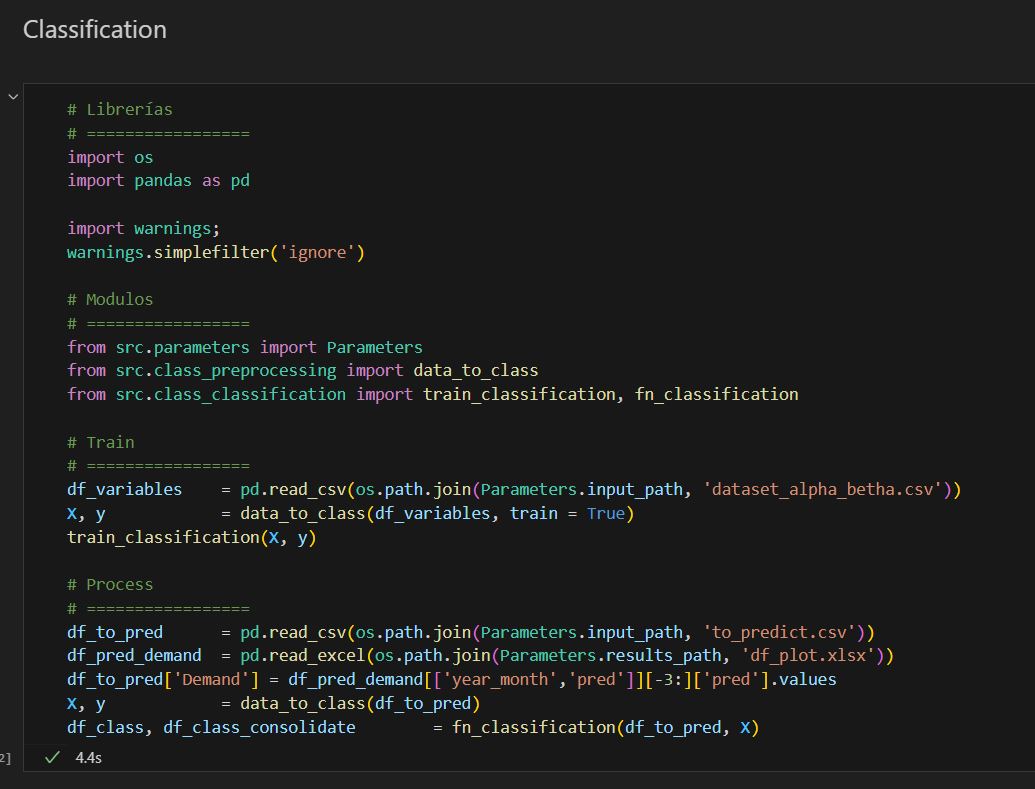 Classification
# Librerías
# =================
import os
import pandas as pd
import warnings;
warnings.simplefilter('ignore')
# Modulos
# =================
from src.parameters import Parameters
from src.class_preprocessing import data_to_class
from src.class_classification import train_classification, fn_classification
# Train
# =================
df_variables    = pd.read_csv(os.path.join(Parameters.input_path, 'dataset_alpha_betha.csv'))
X, y            = data_to_class(df_variables, train = True)
train_classification(X, y)
# Process
# =================
df_to_pred      = pd.read_csv(os.path.join(Parameters.input_path, 'to_predict.csv'))
df_pred_demand  = pd.read_excel(os.path.join(Parameters.results_path, 'df_plot.xlsx'))
df_to_pred['Demand'] = df_pred_demand[['year_month','pred']][-3:]['pred'].values
X, y            = data_to_class(df_to_pred)
df_class, df_class_consolidate        = fn_classification(df_to_pred, X)
2] ✓ 4.4s